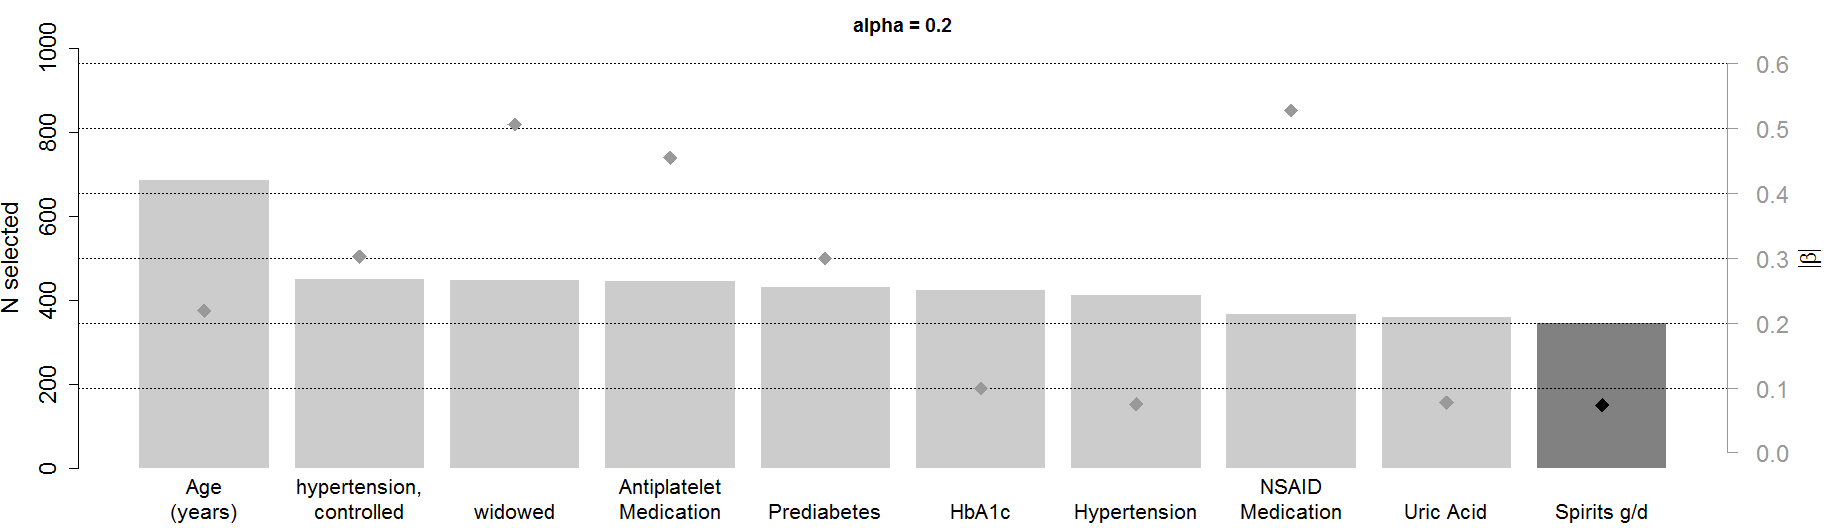 alpha = 0.2
N selected
0
200
400
600
800
1000
0.6
0.5
0.4
0.3
0.2
0.1
0.0
|β|
Age
(years)
hypertension,
controlled
widowed
Antiplatelet
Medication
Prediabetes
HbA1c
Hypertension
NSAID
Medication
Uric Acid
Spirits g/d